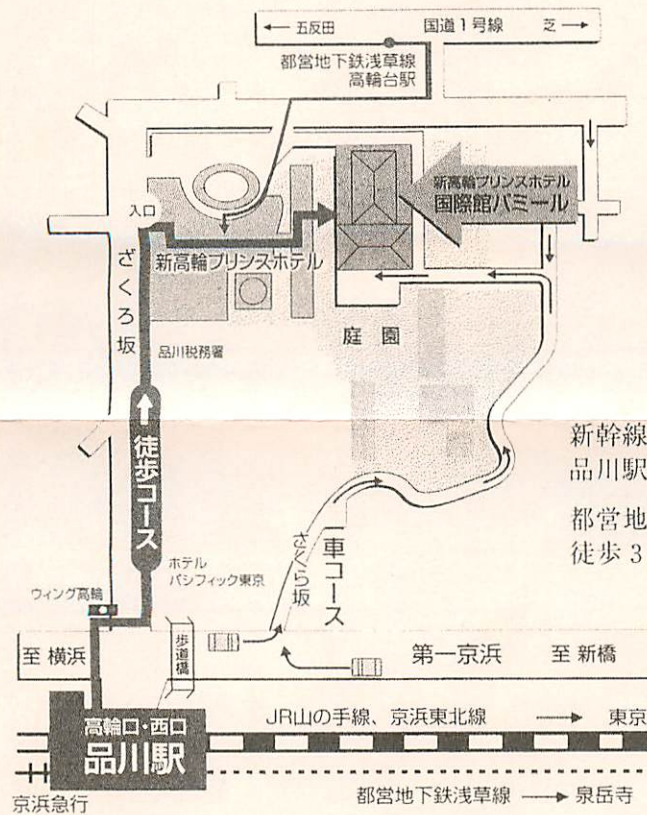 ← 五反田　国道1号線　芝 →
都営地下鉄浅草線
高輪台駅
新高輪プリンスホテル
国際館パミール
入口
新高輪プリンスホテル
ざくろ坂
庭園
品川税務署
新幹線
品川駅
都営地
徒歩3
↑徒歩コース
車コース
さくら坂
ホテル
パシフィック東京
ウィング高輪
歩道橋
至 横浜
第一京浜　至 新橋
高輪口・西口
品川駅
JR山の手線、京浜東北線 → 東京
京浜急行
都営地下鉄浅草線 → 泉岳寺